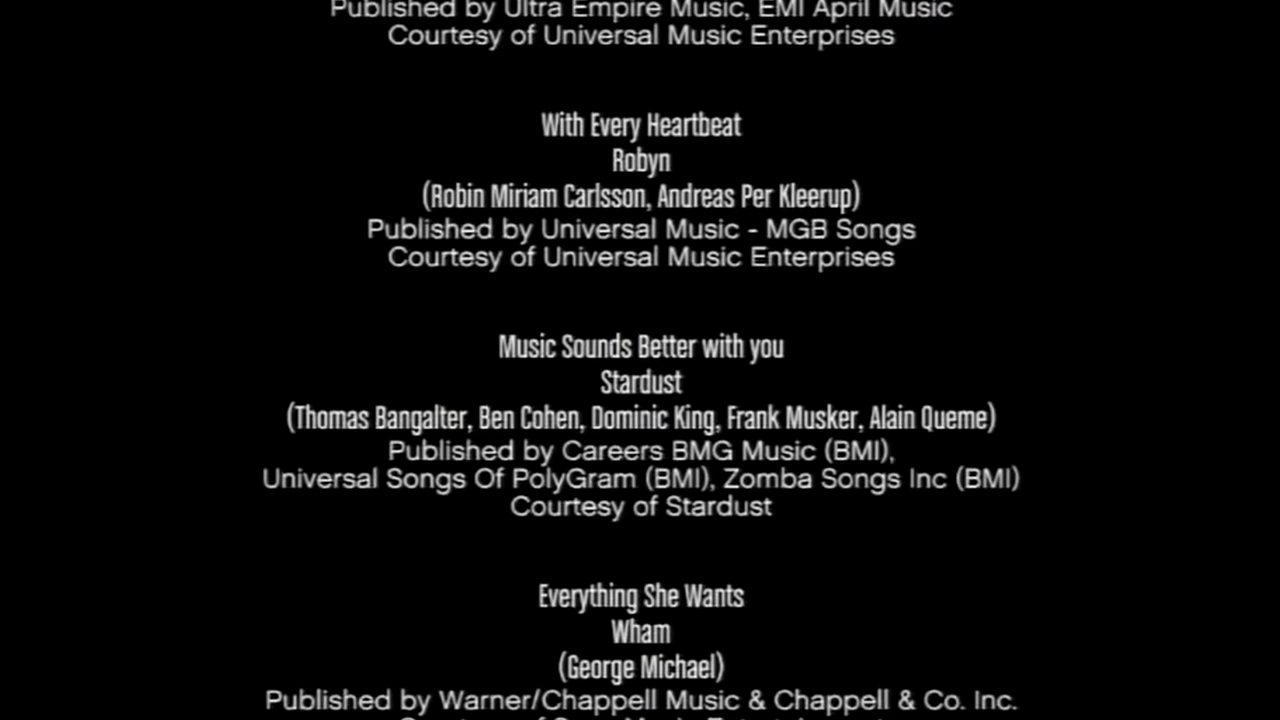 Published by Ultra Empire Music, EMI April Music
Courtesy of Universal Music Enterprises
With Every Heartbeat
Robyn
(Robin Miriam Carlsson, Andreas Per Kleerup)
Published by Universal Music - MGB Songs
Courtesy of Universal Music Enterprises
Music Sounds Better with you
Stardust
(Thomas Bangalter, Ben Cohen, Dominic King, Frank Musker, Alain Queme)
Published by Careers BMG Music (BMI),
Universal Songs Of PolyGram (BMI), Zomba Songs Inc (BMI)
Courtesy of Stardust
Everything She Wants
Wham
(George Michael)
Published by Warner/Chappell Music & Chappell & Co. Inc.